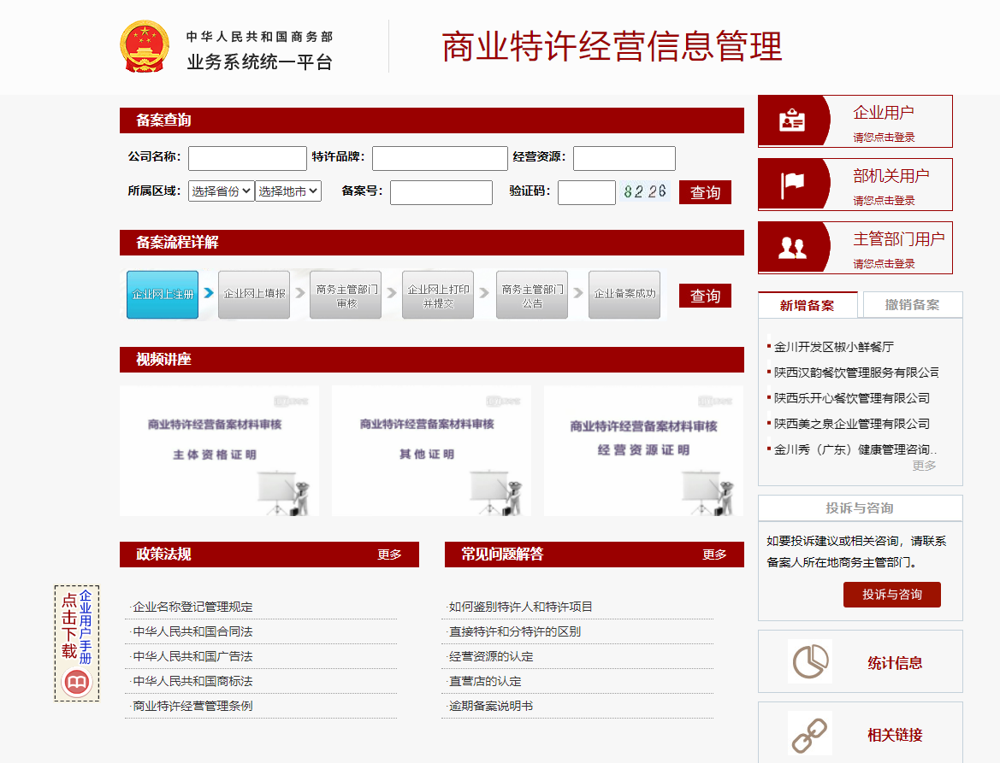 中华人民共和国商务部
业务系统统一平台
商业特许经营信息管理
备案查询
公司名称： 特许品牌： 经营资源：
所属区域： 选择省份 选择地市 备案号： 验证码： 8226 查询
备案流程详解
企业网上注册 企业网上填报 商务主管部门审核 企业网上打印并提交 商务主管部门公告 企业备案成功 查询
视频讲座
商业特许经营备案材料审核
主体资格证明
商业特许经营备案材料审核
其他证明
商业特许经营备案材料审核
经营资源证明
政策法规 更多
·企业名称登记管理规定
·中华人民共和国合同法
·中华人民共和国广告法
·中华人民共和国商标法
·商业特许经营管理条例
常见问题解答 更多
·如何鉴别特许人和特许项目
·直接特许和分特许的区别
·经营资源的认定
·直营店的认定
·逾期备案说明书
企业用户手册
点击下载
企业用户
请您点击登录
部机关用户
请您点击登录
主管部门用户
请您点击登录
新增备案 撤销备案
金川开发区椒小鲜餐厅
陕西汉韵餐饮管理服务有限公司
陕西乐开心餐饮管理有限公司
陕西美之泉企业管理有限公司
金川秀（广东）健康管理咨询..
更多
投诉与咨询
如要投诉建议或相关咨询，请联系
备案人所在地商务主管部门。
投诉与咨询
统计信息
相关链接